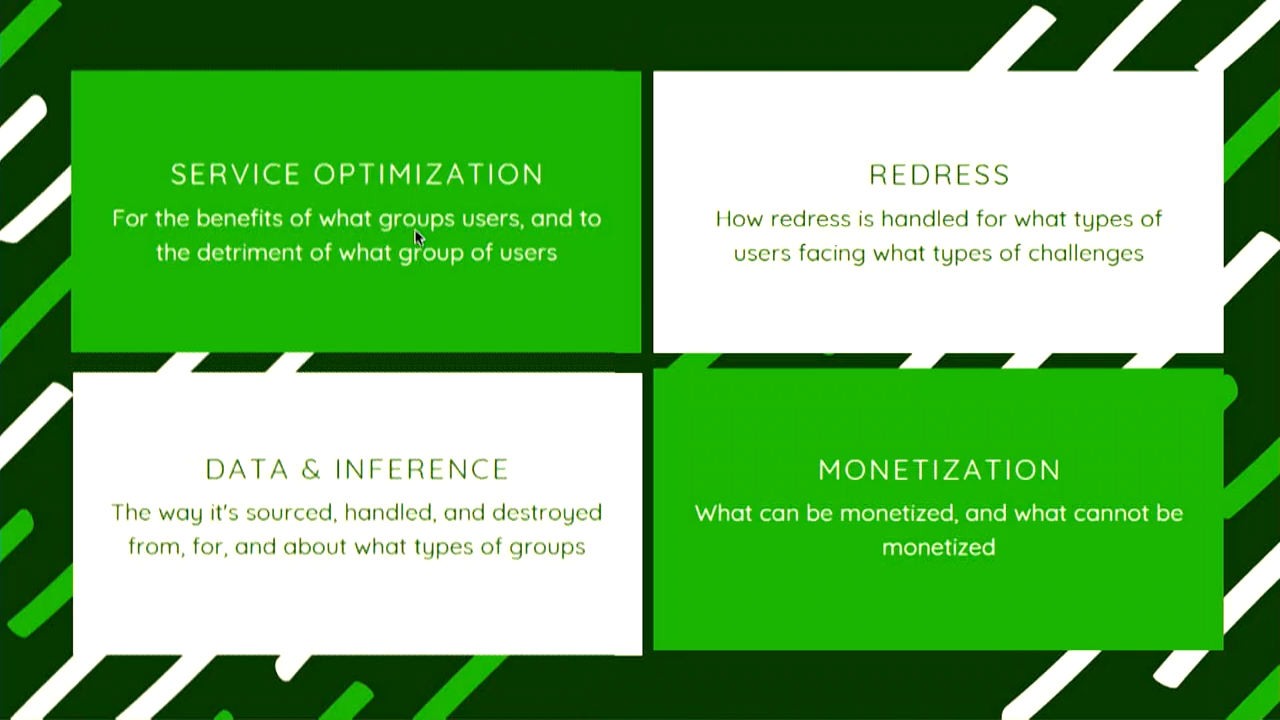 SERVICE OPTIMIZATION
For the benefits of what groups users, and to
the detriment of what group of users
REDRESS
How redress is handled for what types of
users facing what types of challenges
DATA & INFERENCE
The way it's sourced, handled, and destroyed
from, for, and about what types of groups
MONETIZATION
What can be monetized, and what cannot be
monetized